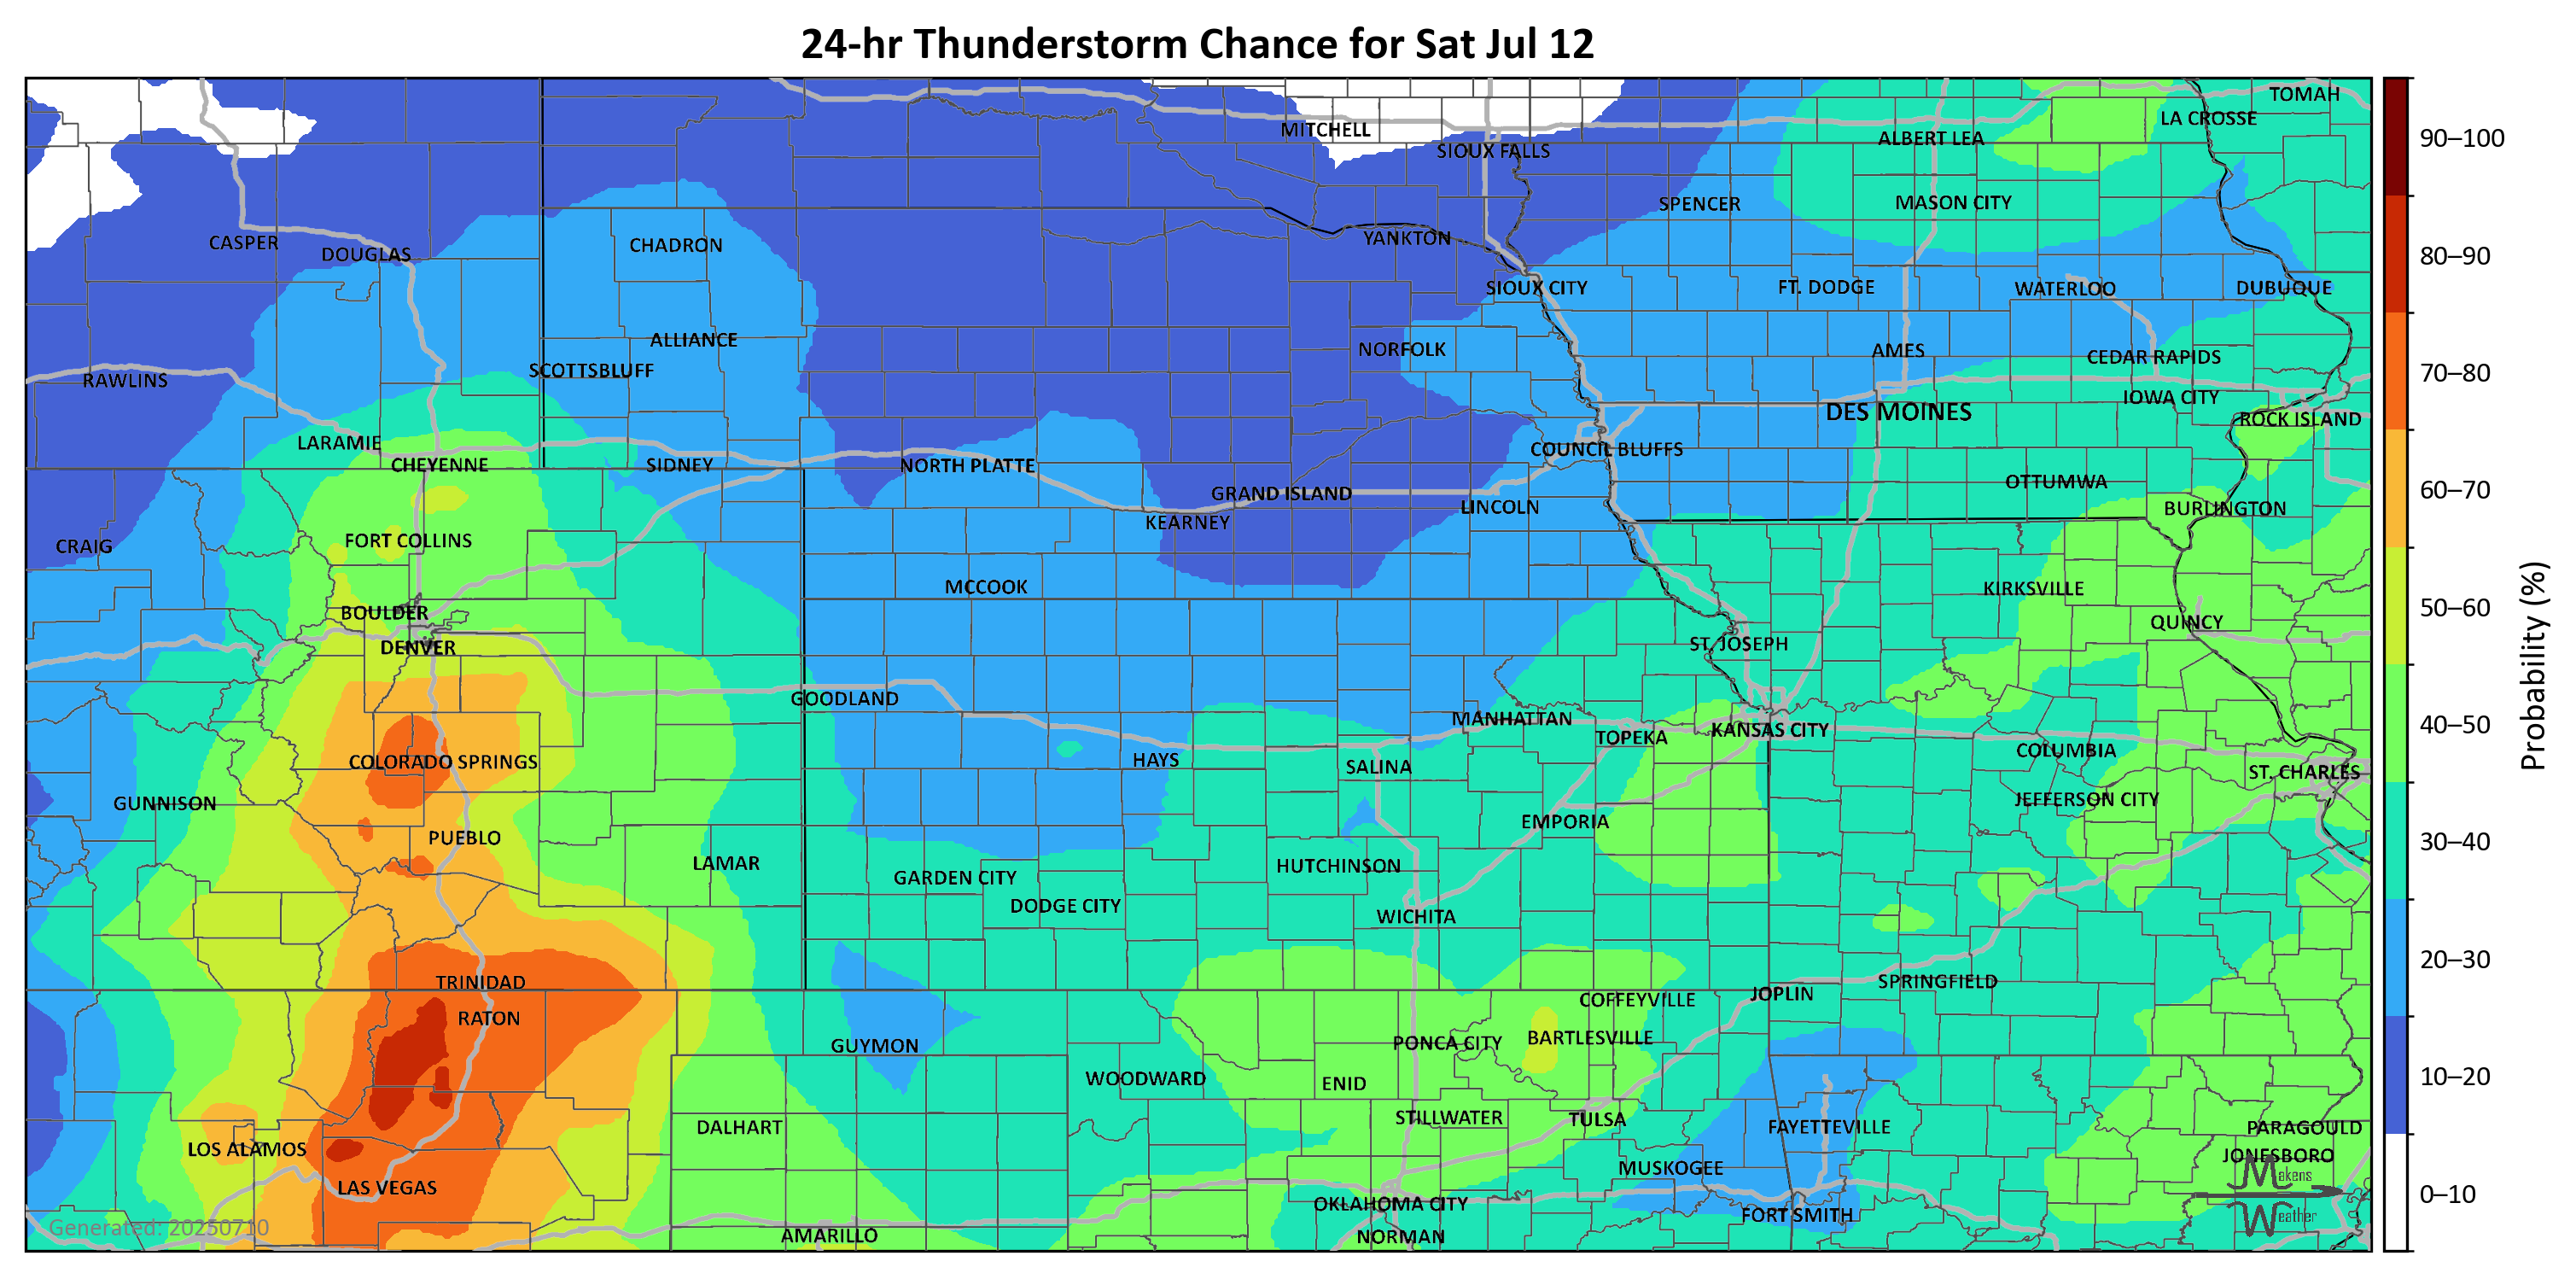 24-hr Thunderstorm Chance for Sat Jul 12
TOMAH
LA CROSSE
MITCHELL
ALBERT LEA
SIOUX FALLS
MASON CITY
SPENCER
YANKTON
CASPER
CHADRON
DOUGLAS
SIOUX CITY
FT. DODGE
WATERLOO
DUBUQUE
ALLIANCE
NORFOLK
AMES
CEDAR RAPIDS
SCOTTSBLUFF
RAWLINS
IOWA CITY
DES MOINES
ROCK ISLAND
LARAMIE
COUNCIL BLUFFS
CHEYENNE
SIDNEY
NORTH PLATTE
OTTUMWA
GRAND ISLAND
LINCOLN
BURLINGTON
KEARNEY
FORT COLLINS
CRAIG
MCCOOK
KIRKSVILLE
BOULDER
QUINCY
DENVER
ST. JOSEPH
GOODLAND
MANHATTAN
KANSAS CITY
TOPEKA
COLUMBIA
COLORADO SPRINGS
HAYS
SALINA
ST. CHARLES
GUNNISON
JEFFERSON CITY
EMPORIA
PUEBLO
LAMAR
HUTCHINSON
GARDEN CITY
DODGE CITY
WICHITA
TRINIDAD
SPRINGFIELD
JOPLIN
COFFEYVILLE
RATON
BARTLESVILLE
PONCA CITY
GUYMON
WOODWARD
ENID
STILLWATER
TULSA
DALHART
FAYETTEVILLE
PARAGOULD
LOS ALAMOS
JONESBORO
MUSKOGEE
LAS VEGAS
OKLAHOMA CITY
FORT SMITH
AMARILLO
NORMAN
Generated: 20250710
Makens
Weather
90–100
80–90
70–80
60–70
50–60
40–50
30–40
20–30
10–20
0–10
Probability (%)